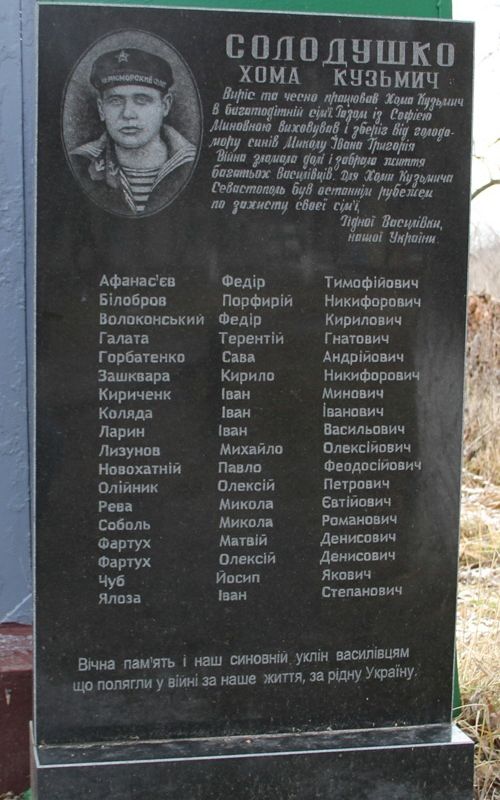 СОЛОДУШКО
ХОМА КУЗЬМИЧ
Виріс та чесно працював Хома Кузьмич
в багатодітній сім'ї. Разом із Софією
Миновною виховував і зберіг від голодо-
мору синів Миколу Івана Григорія
Війна зламала долі і забрала життя
багатьох василівців. Для Хоми Кузьмича
Севастополь був останнім рубежем
по захисту своєї сім'ї,
Рідної Василівки,
нашої України.
ЧЕРНОМОРСКИЙ ФЛОТ
Афанас'єв Федір Тимофійович
Білобров Порфирій Никифорович
Волоконський Федір Кирилович
Галата Терентій Гнатович
Горбатенко Сава Андрійович
Зашквара Кирило Никифорович
Кириченк Іван Минович
Коляда Іван Іванович
Ларин Іван Васильович
Лизунов Михайло Олексійович
Новохатній Павло Феодосійович
Олійник Олексій Петрович
Рева Микола Євтійович
Соболь Микола Романович
Фартух Матвій Денисович
Фартух Олексій Денисович
Чуб Йосип Якович
Ялоза Іван Степанович
Вічна пам'ять і наш синовній уклін василівцям
що полягли у війні за наше життя, за рідну Україну.